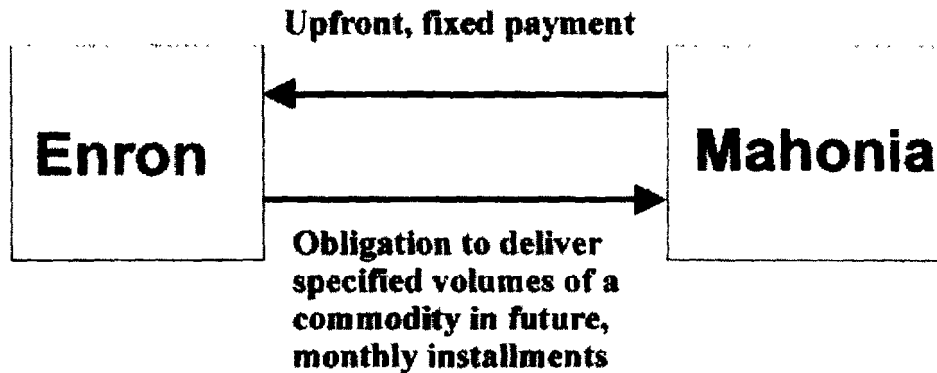 Upfront, fixed payment
Enron
Mahonia
Obligation to deliver
specified volumes of a
commodity in future,
monthly installments